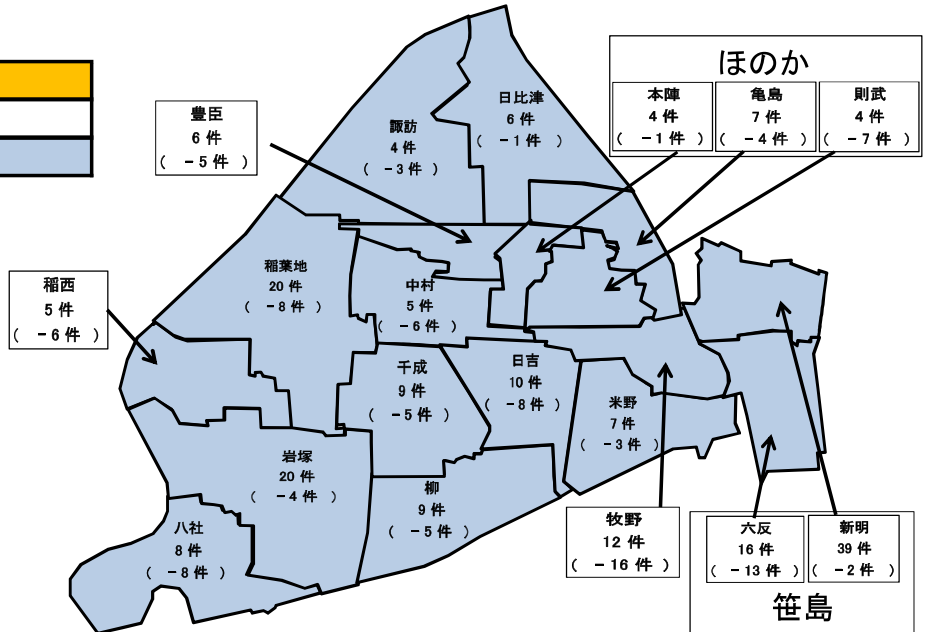 ほのか
本陣
4 件
( －1 件 )
亀島
7 件
( －4 件 )
則武
4 件
( －7 件 )
日比津
6 件
( －1 件 )
諏訪
4 件
( －3 件 )
豊臣
6 件
( －5 件 )
稲葉地
20 件
( －8 件 )
稲西
5 件
( －6 件 )
中村
5 件
( －6 件 )
千成
9 件
( －5 件 )
日吉
10 件
( －8 件 )
米野
7 件
( －3 件 )
岩塚
20 件
( －4 件 )
柳
9 件
( －5 件 )
八社
8 件
( －8 件 )
牧野
12 件
( －16 件 )
六反
16 件
( －13 件 )
新明
39 件
( －2 件 )
笹島